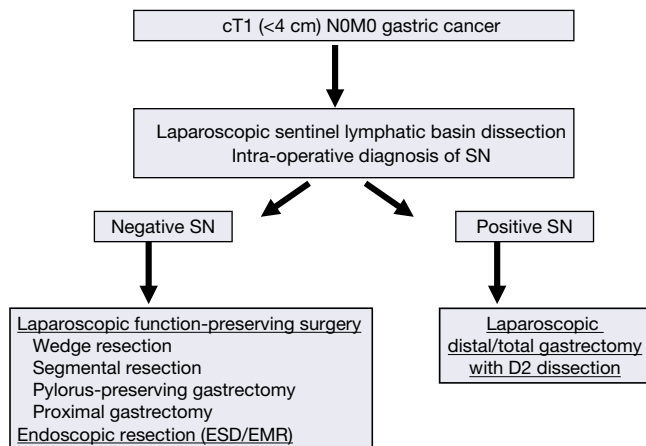 cT1 (<4 cm) N0M0 gastric cancer
Laparoscopic sentinel lymphatic basin dissection
Intra-operative diagnosis of SN
Negative SN
Positive SN
Laparoscopic function-preserving surgery
Wedge resection
Segmental resection
Pylorus-preserving gastrectomy
Proximal gastrectomy
Endoscopic resection (ESD/EMR)
Laparoscopic
distal/total gastrectomy
with D2 dissection